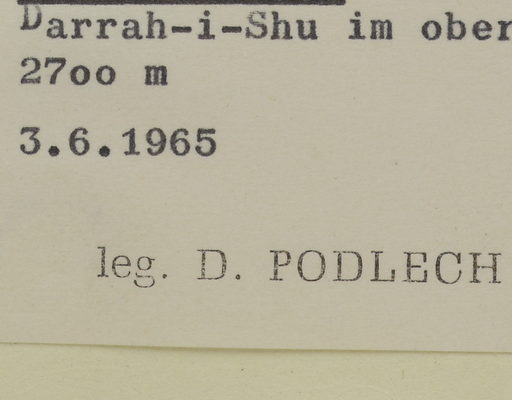 Darrah-i-Shu im ober
27oo m
3.6.1965
leg. D. PODLECH